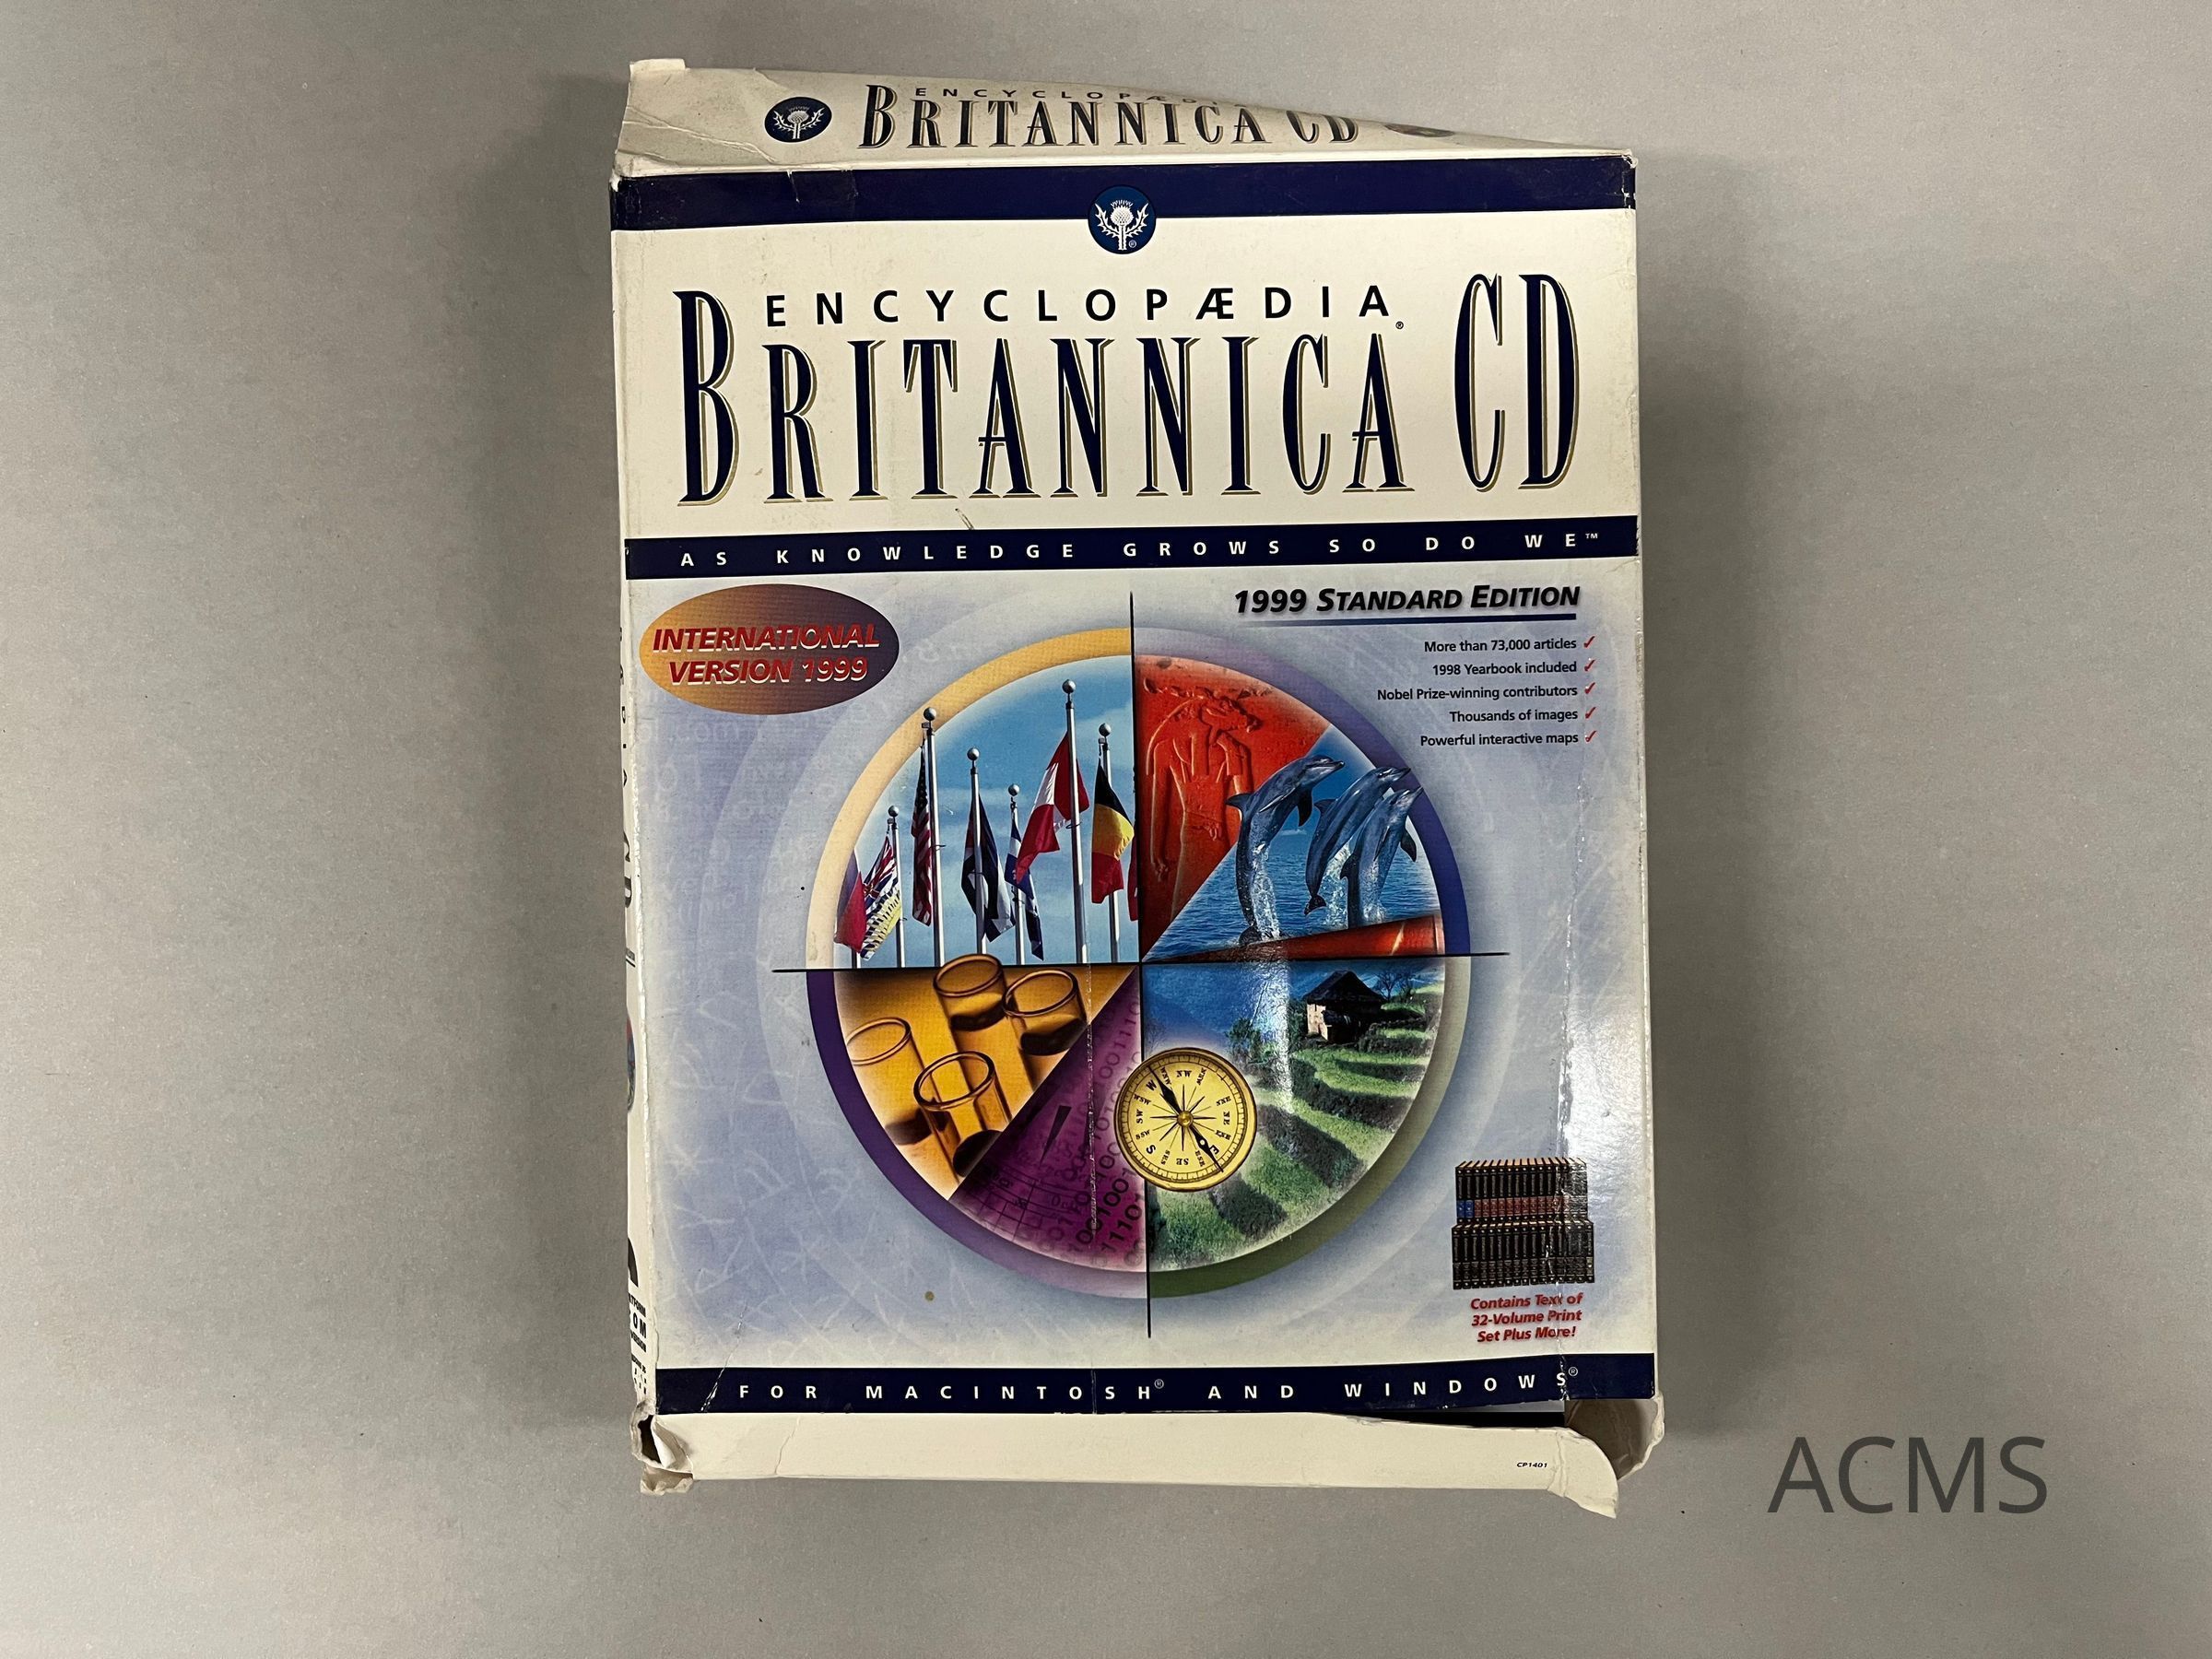 ENCYCLOPÆDIA
BRITANNICA CD
ENCYCLOPÆDIA®
BRITANNICA CD
AS KNOWLEDGE GROWS SO DO WE™
INTERNATIONAL
VERSION 1999
1999 STANDARD EDITION
More than 73,000 articles ✓
1998 Yearbook included ✓
Nobel Prize-winning contributors ✓
Thousands of images ✓
Powerful interactive maps ✓
Contains Text of
32-Volume Print
Set Plus More!
FOR MACINTOSH® AND WINDOWS®
CP1401
ACMS